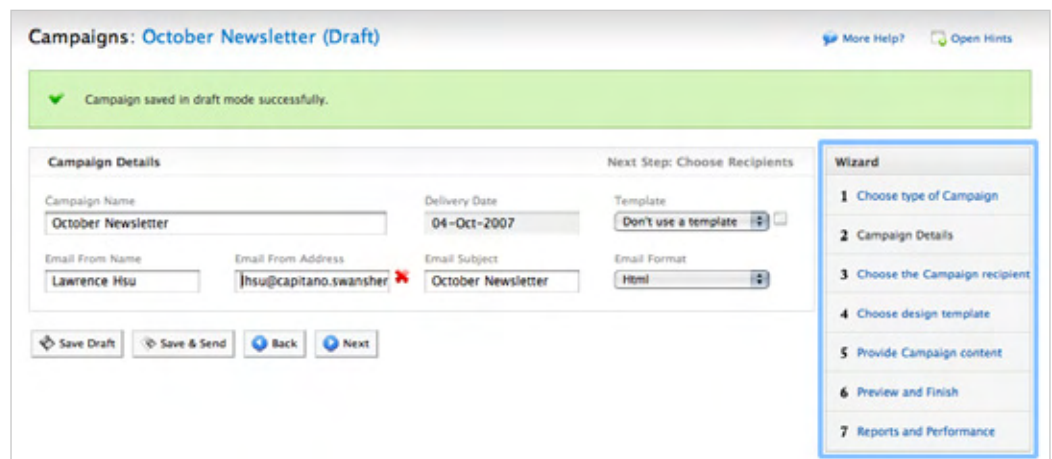 Campaigns: October Newsletter (Draft)
More Help?
Open Hints
Campaign saved in draft mode successfully.
Campaign Details
Next Step: Choose Recipients
Campaign Name
Delivery Date
Template
October Newsletter
04-Oct-2007
Don't use a template
Email From Name
Email From Address
Email Subject
Email Format
Lawrence Hsu
lhsu@capitano.swansher
October Newsletter
Html
Save Draft
Save & Send
Back
Next
Wizard
1 Choose type of Campaign
2 Campaign Details
3 Choose the Campaign recipient
4 Choose design template
5 Provide Campaign content
6 Preview and Finish
7 Reports and Performance